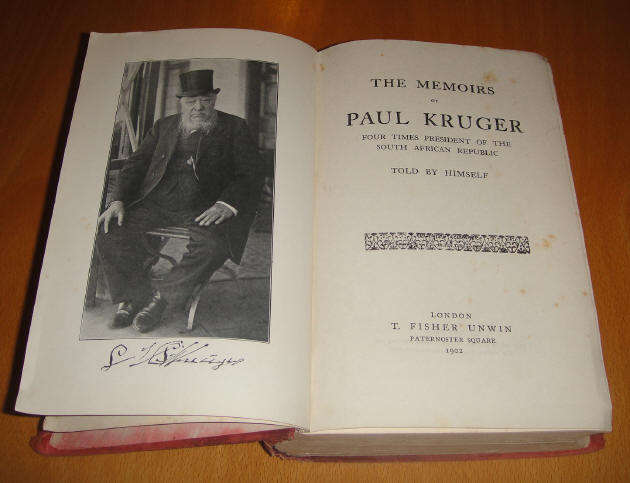 THE MEMOIRS
OF
PAUL KRUGER
FOUR TIMES PRESIDENT OF THE
SOUTH AFRICAN REPUBLIC
TOLD BY HIMSELF
LONDON
T. FISHER UNWIN
PATERNOSTER SQUARE
1902